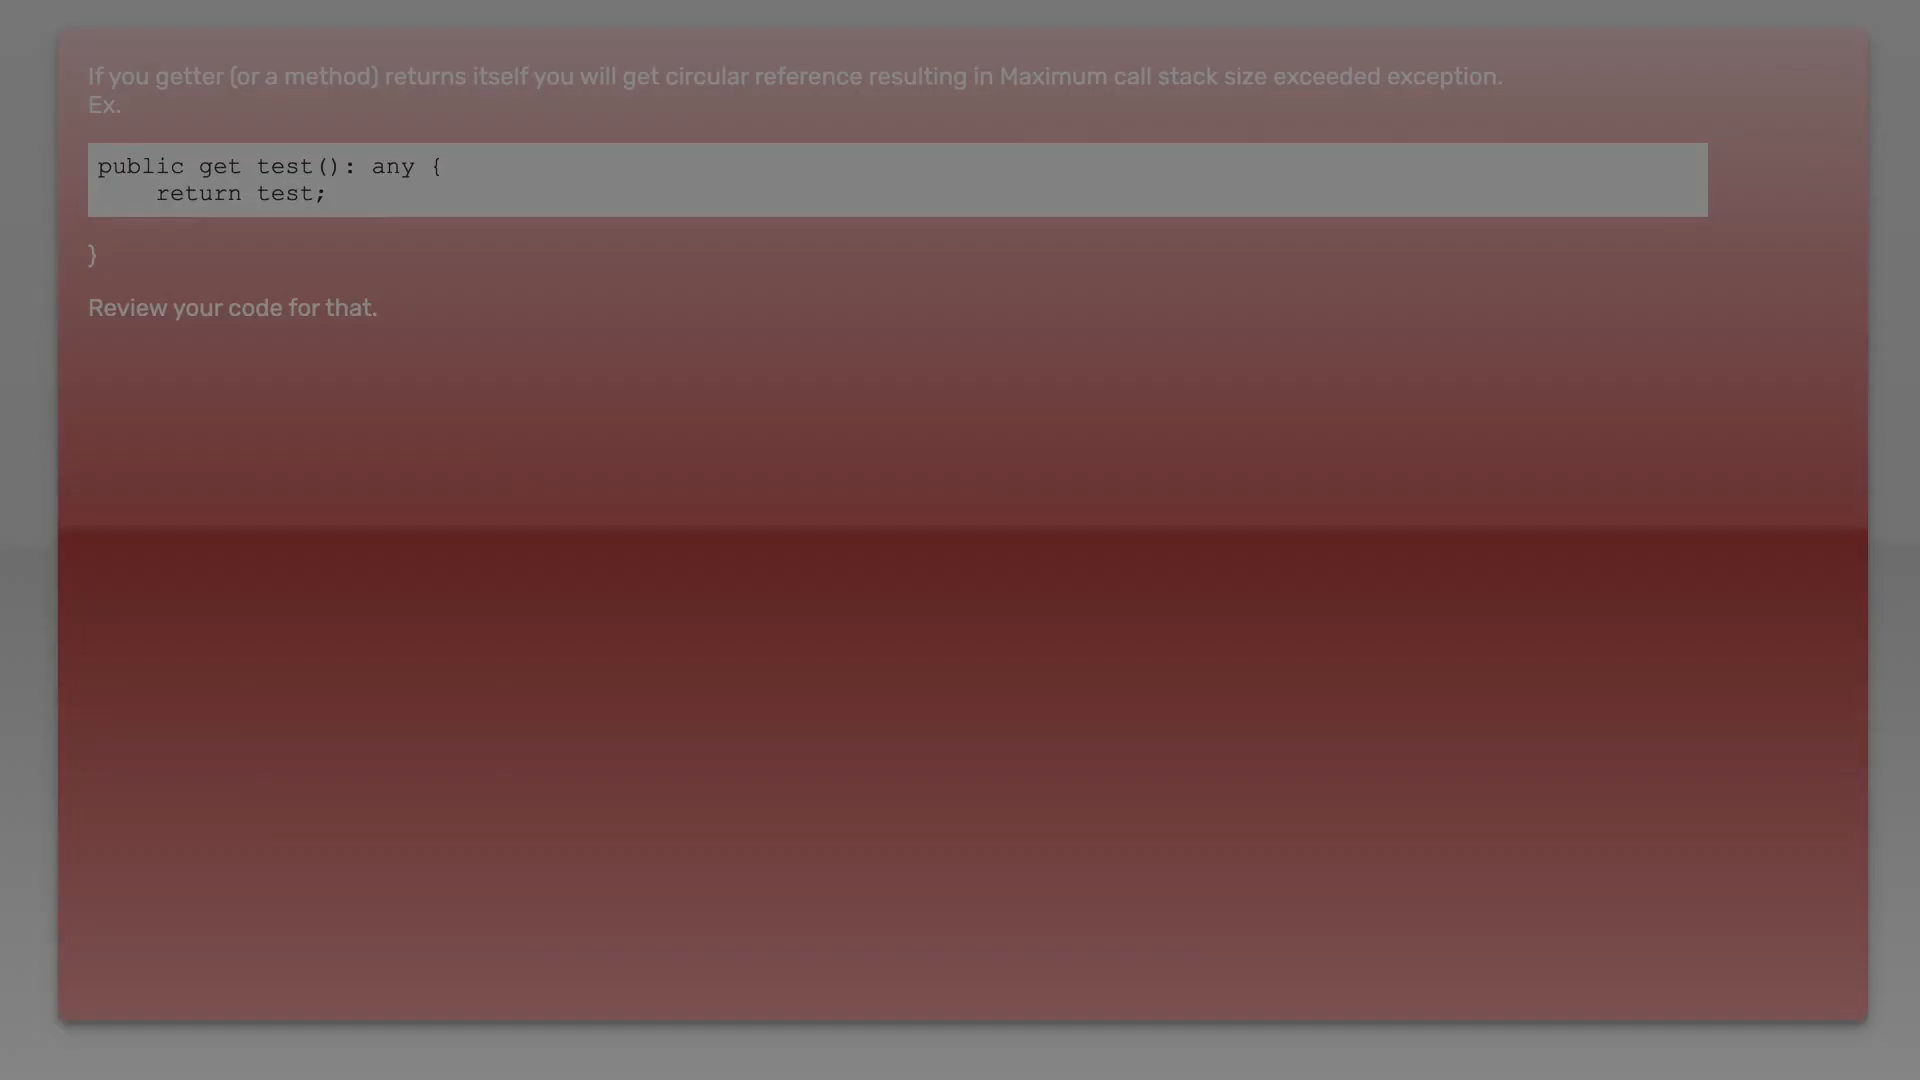 If you getter (or a method) returns itself you will get circular reference resulting in Maximum call stack size exceeded exception.
Ex.
public get test(): any {
    return test;
}
Review your code for that.